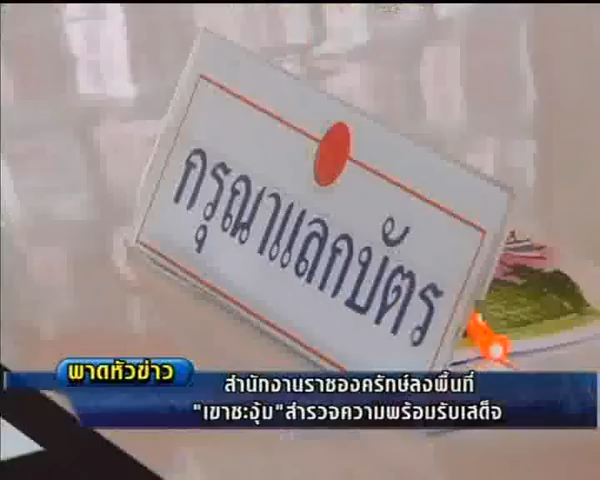 กรุณาแลกบัตร
พาดหัวข่าว
สำนักงานราชองครักษ์ลงพื้นที่
"เขาชะงุ้ม"สำรวจความพร้อมรับเสด็จ